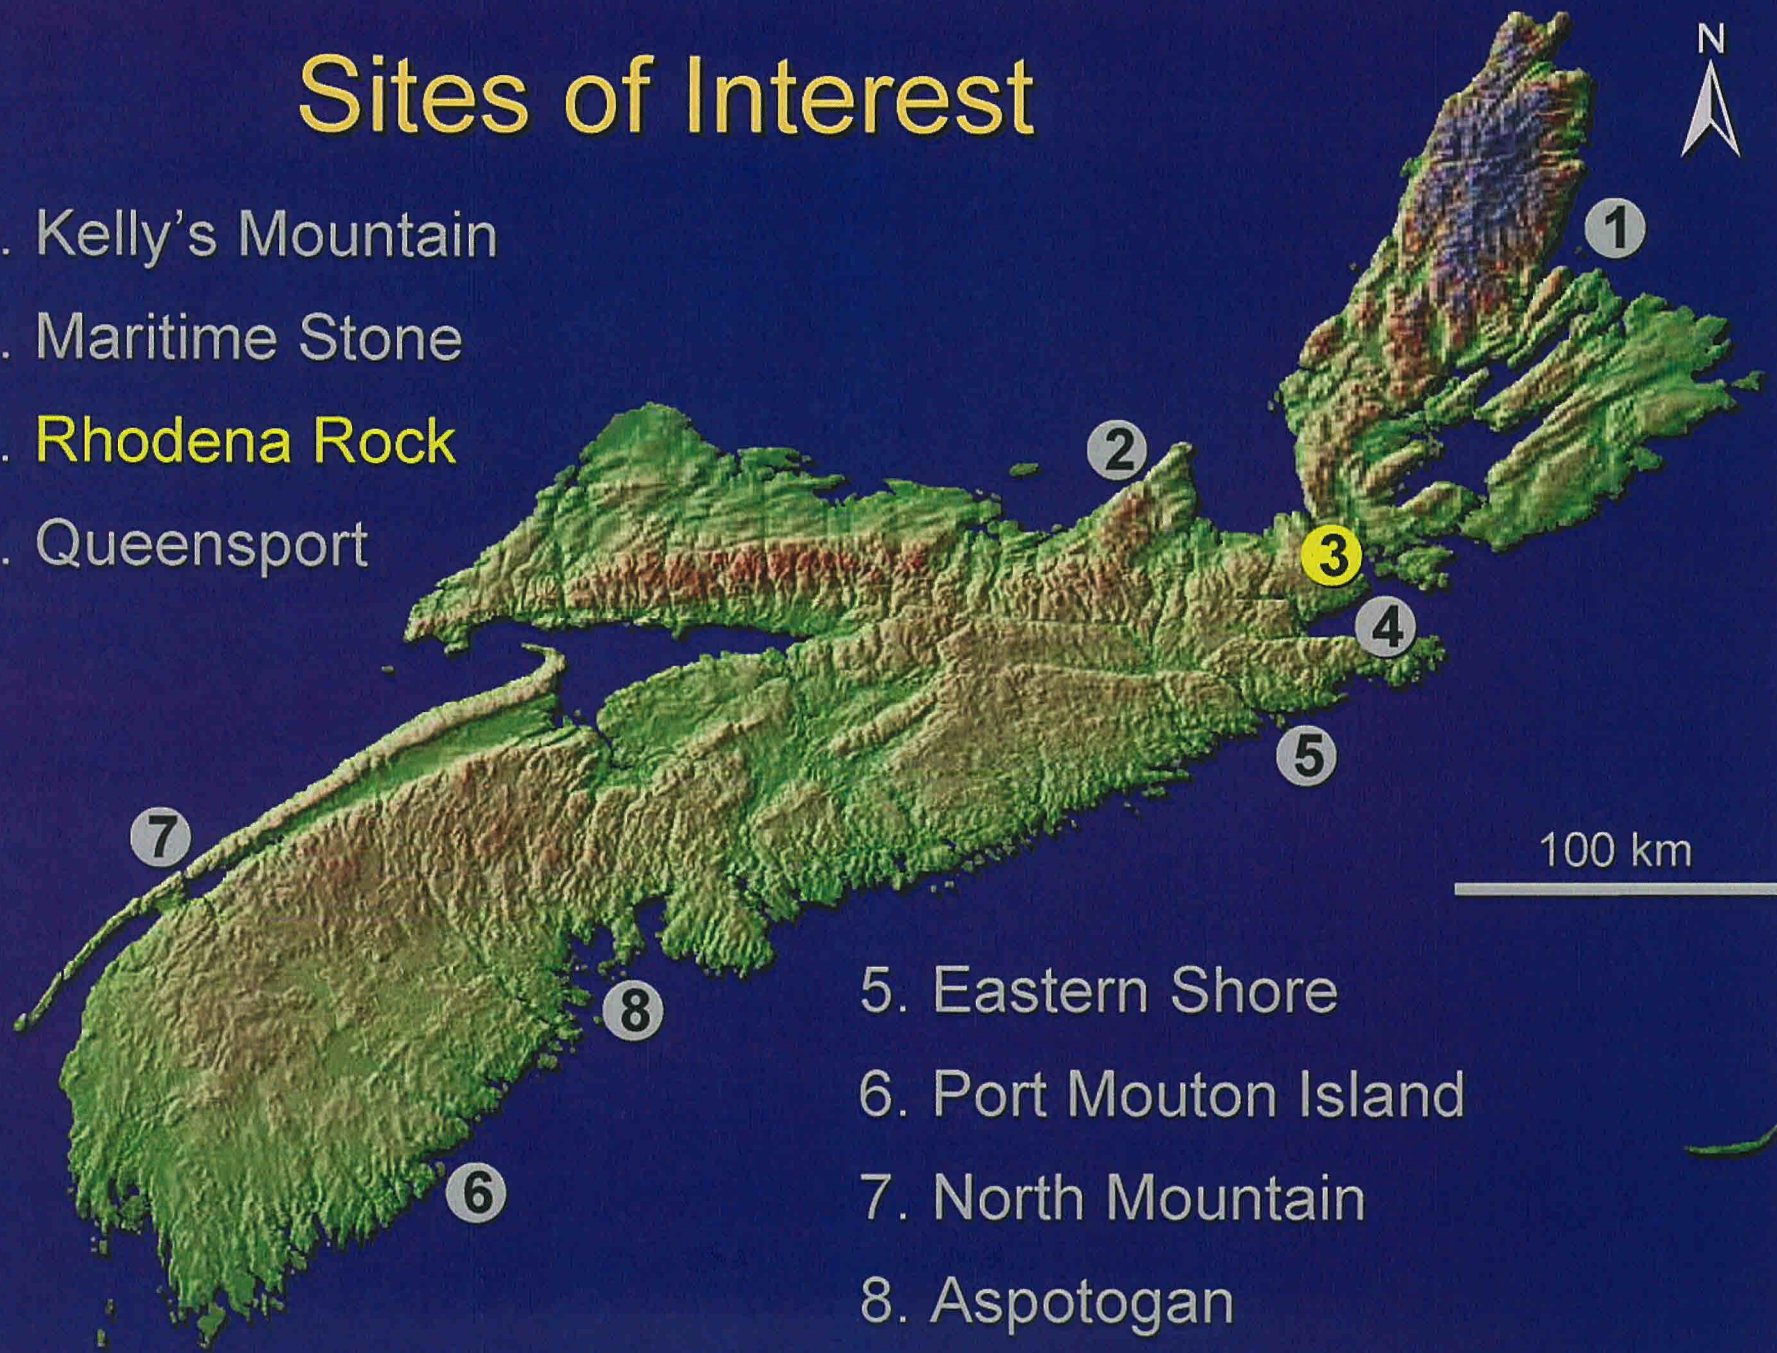 Sites of Interest
N
. Kelly's Mountain
. Maritime Stone
. Rhodena Rock
. Queensport
1
2
3
4
5
7
100 km
8
6
5. Eastern Shore
6. Port Mouton Island
7. North Mountain
8. Aspotogan